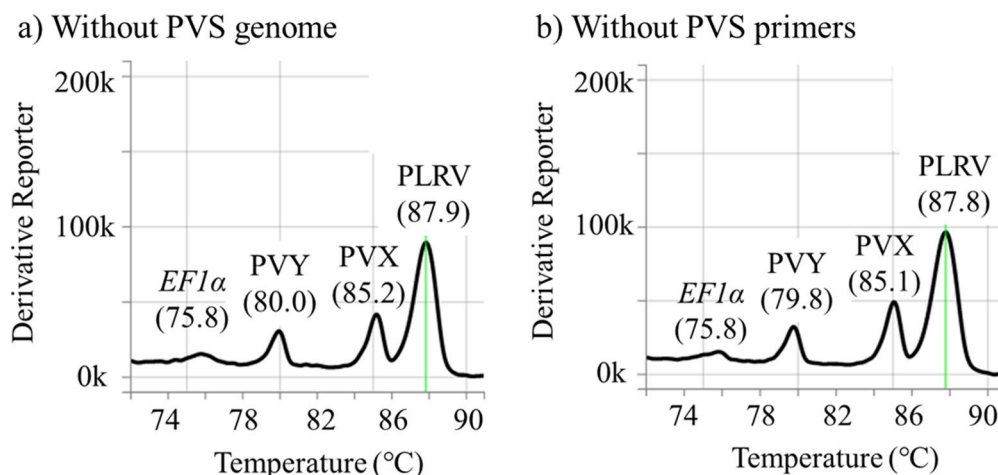 a) Without PVS genome
200k
100k
0k
Derivative Reporter
EF1α
(75.8)
PVY
(80.0)
PVX
(85.2)
PLRV
(87.9)
74 78 82 86 90
Temperature (°C)
b) Without PVS primers
200k
100k
0k
Derivative Reporter
EF1α
(75.8)
PVY
(79.8)
PVX
(85.1)
PLRV
(87.8)
74 78 82 86 90
Temperature (°C)